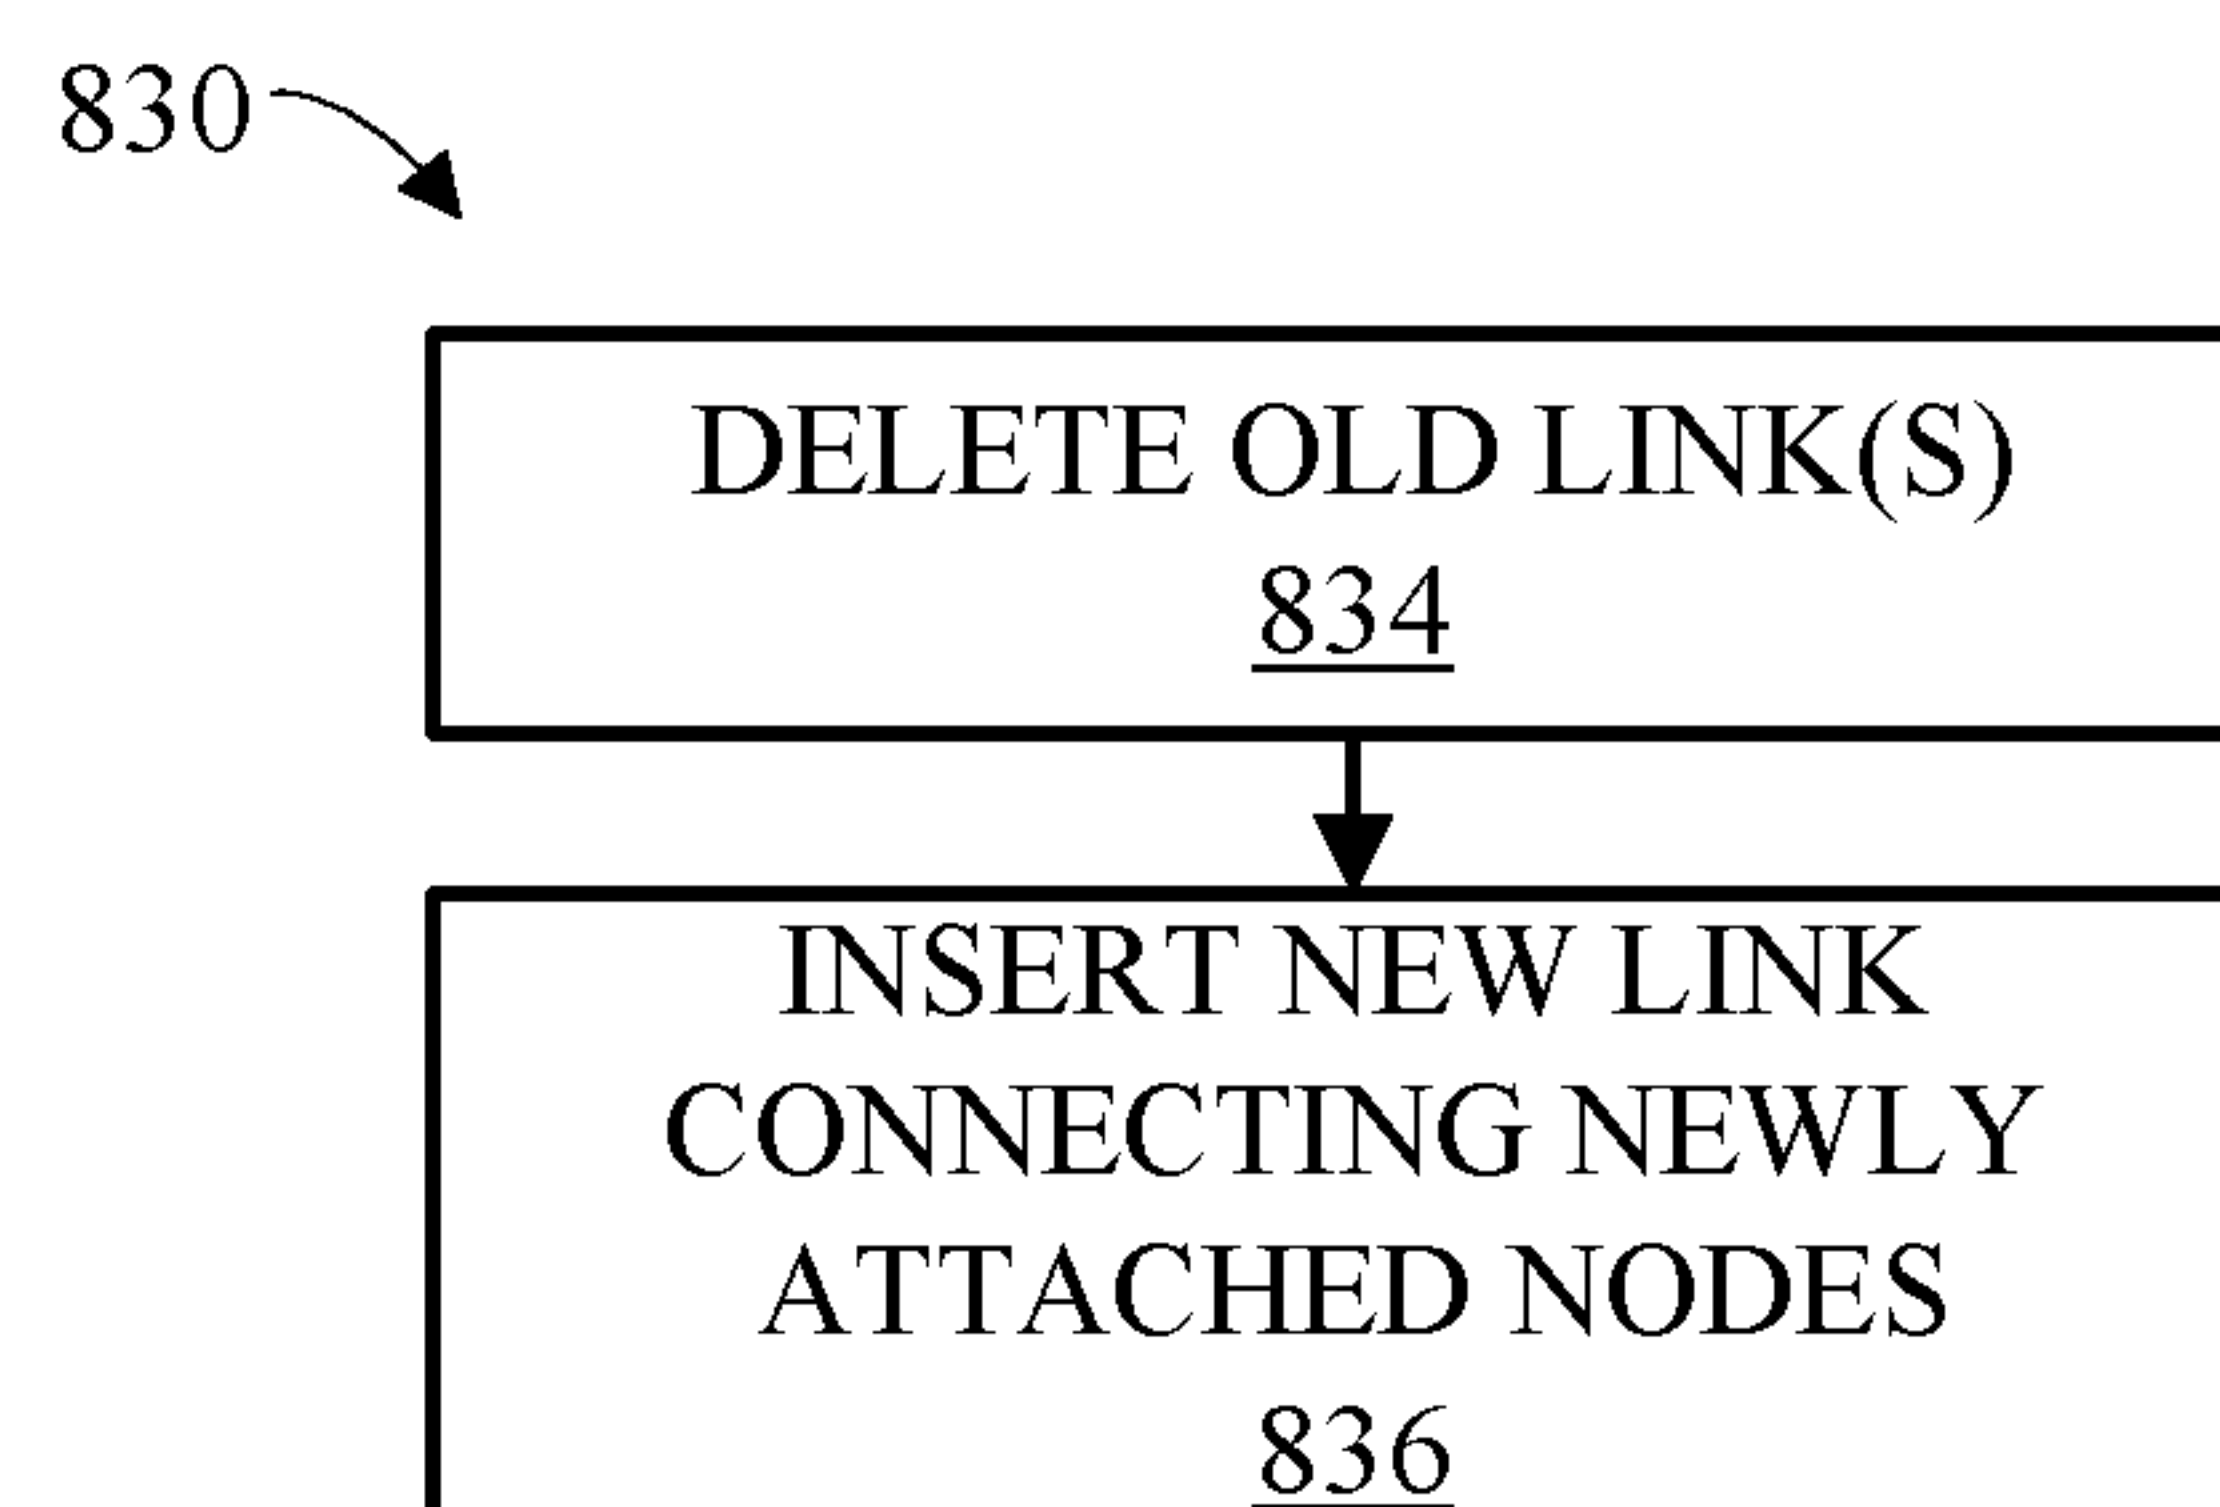 830
DELETE OLD LINK(S)
834
INSERT NEW LINK
CONNECTING NEWLY
ATTACHED NODES
836